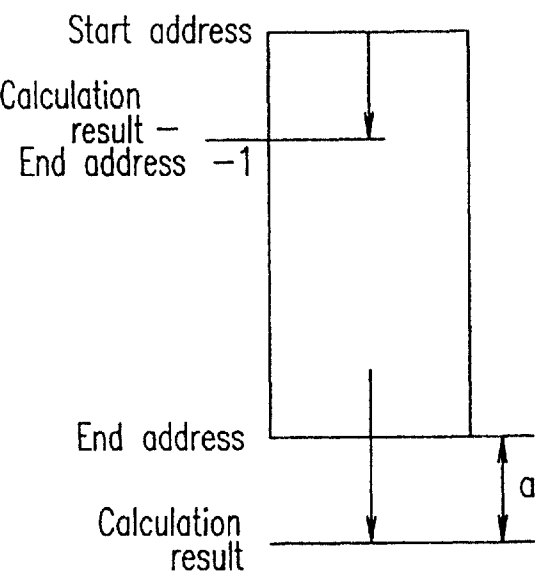 Start address
Calculation
result –
End address –1
End address
a
Calculation
result